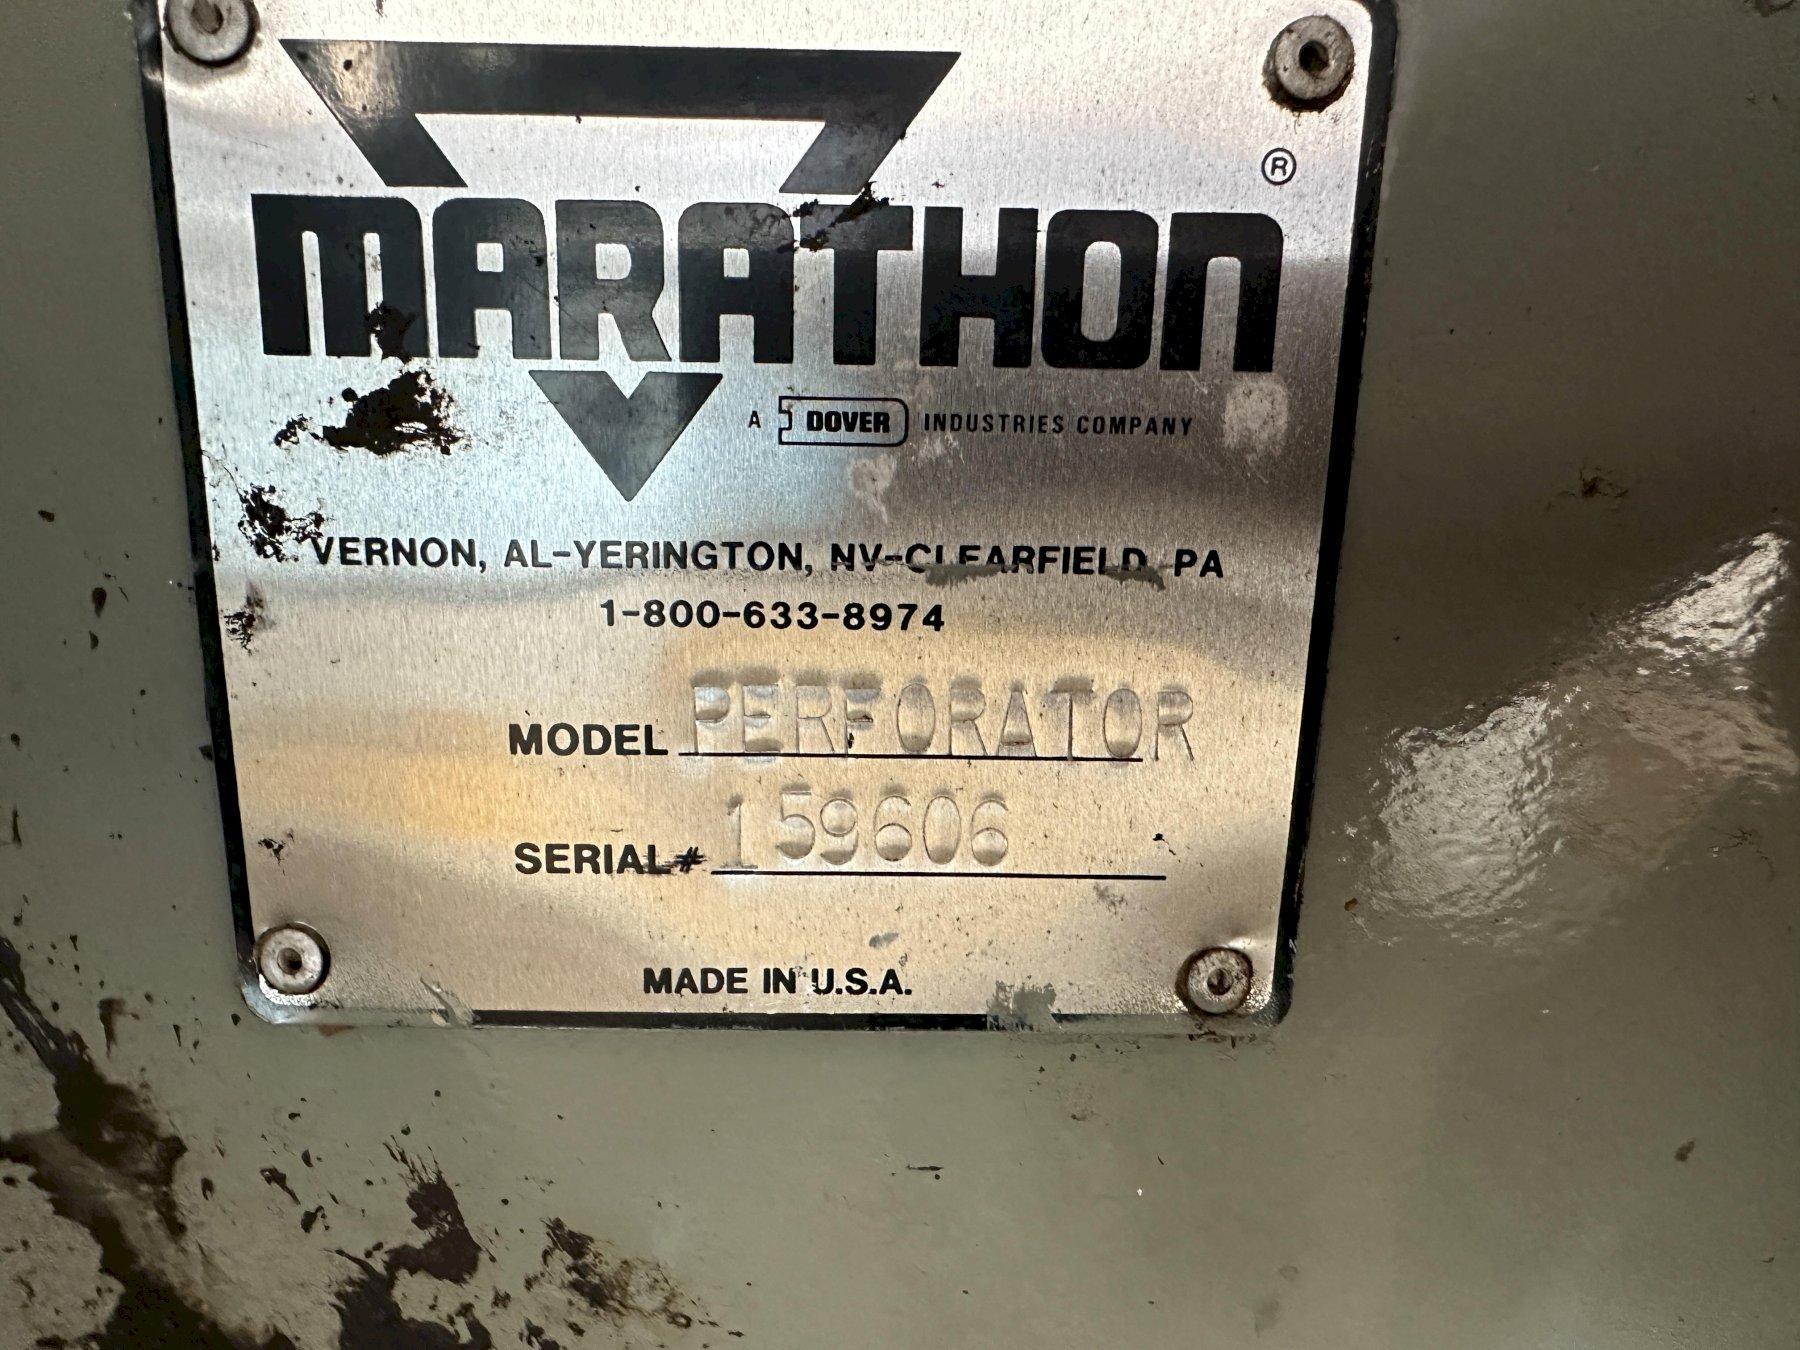 MARATHON ®
A DOVER INDUSTRIES COMPANY
VERNON, AL-YERINGTON, NV-CLEARFIELD, PA
1-800-633-8974
MODEL PERFORATOR
SERIAL# 159606
MADE IN U.S.A.